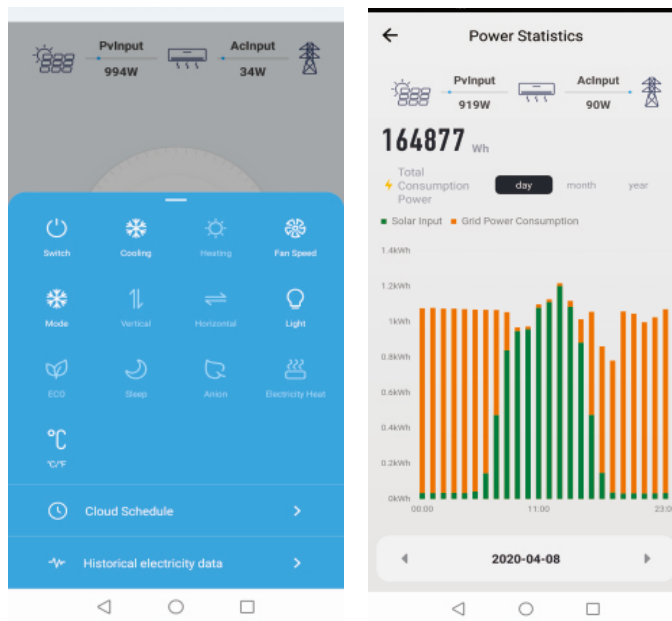 PvInput
AcInput
994W
34W
Switch
Cooling
Heating
Fan Speed
Mode
Vertical
Horizontal
Light
ECO
Sleep
Anion
Electricity Heat
°C
°C/°F
Cloud Schedule
Historical electricity data
Power Statistics
PvInput
AcInput
919W
90W
164877 Wh
Total
Consumption
Power
day
month
year
Solar Input
Grid Power Consumption
1.4kWh
1.2kWh
1kWh
0.8kWh
0.6kWh
0.4kWh
0.2kWh
0kWh
00:00
11:00
23:00
2020-04-08